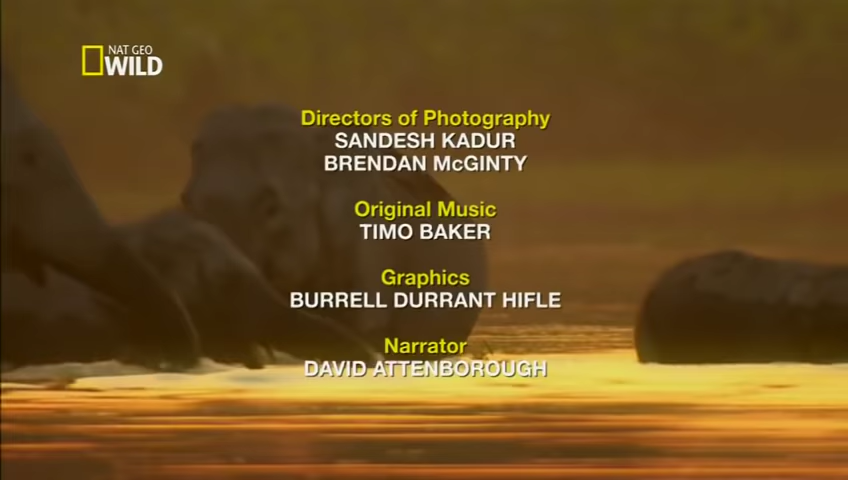 NAT GEO
WILD
Directors of Photography
SANDESH KADUR
BRENDAN McGINTY
Original Music
TIMO BAKER
Graphics
BURRELL DURRANT HIFLE
Narrator
DAVID ATTENBOROUGH